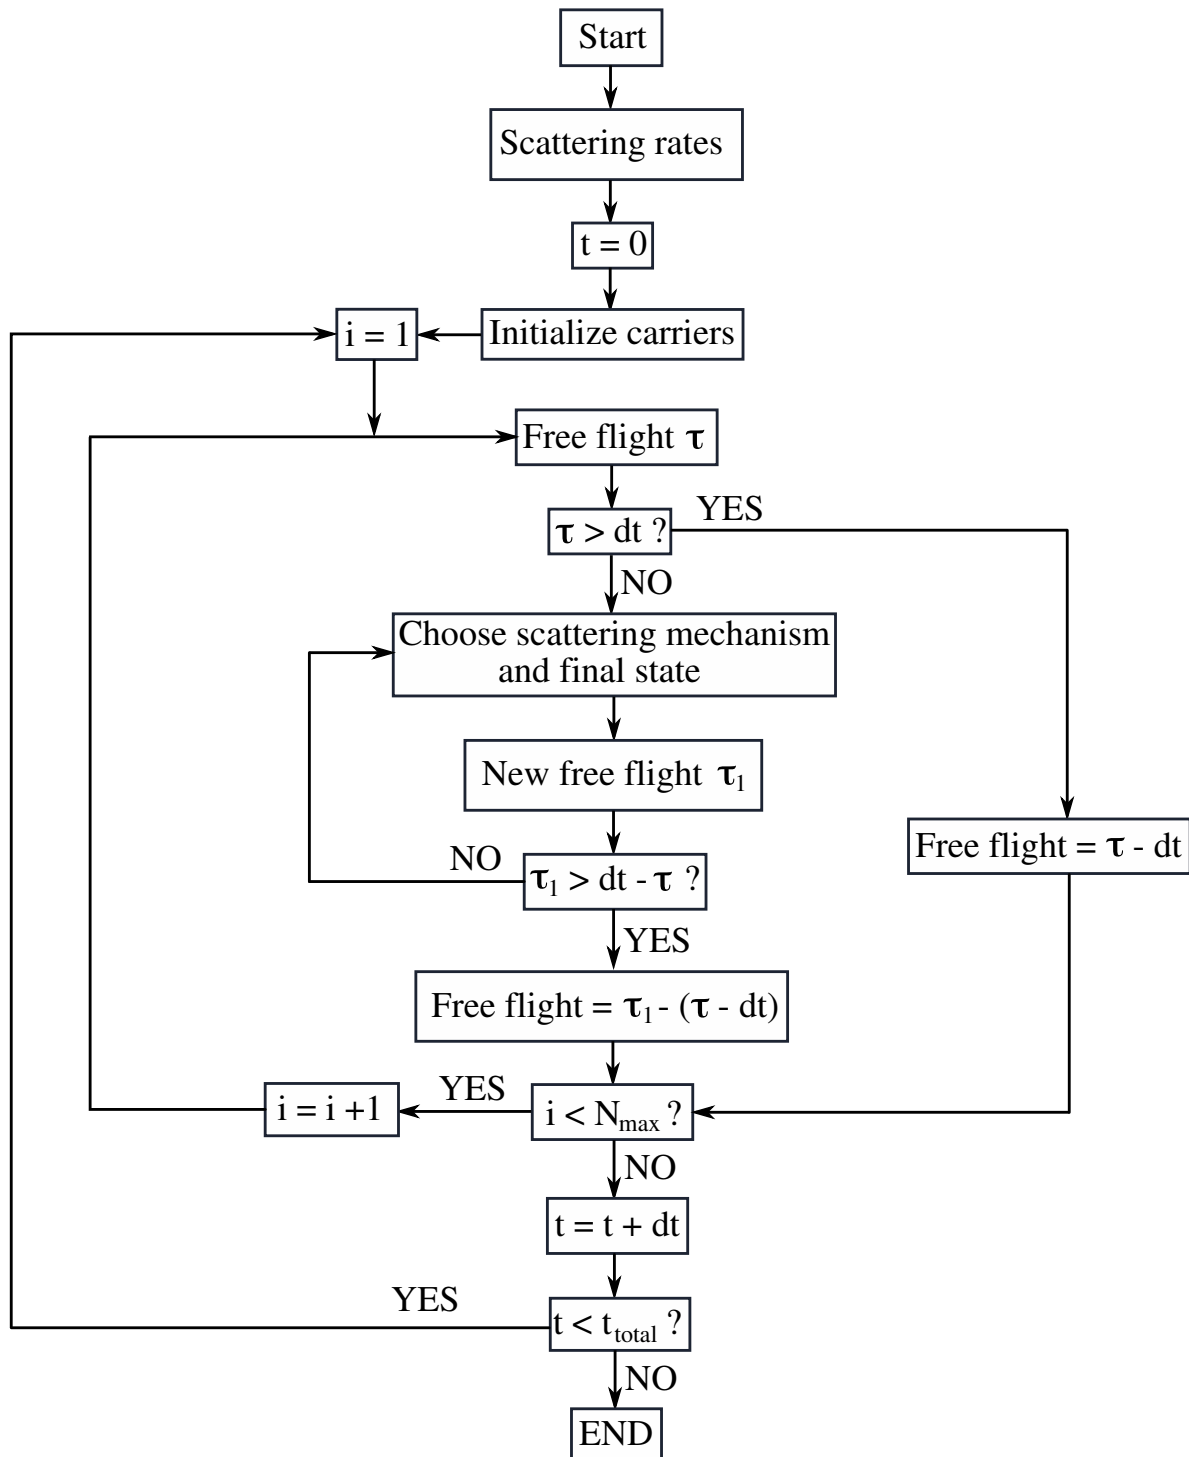 Start
Scattering rates
t = 0
Initialize carriers
i = 1
Free flight τ
τ > dt ?
YES
NO
Choose scattering mechanism
and final state
New free flight τ₁
τ₁ > dt - τ ?
NO
Free flight = τ - dt
YES
Free flight = τ₁ - (τ - dt)
i < Nmax ?
YES
i = i +1
NO
t = t + dt
t < ttotal ?
YES
NO
END